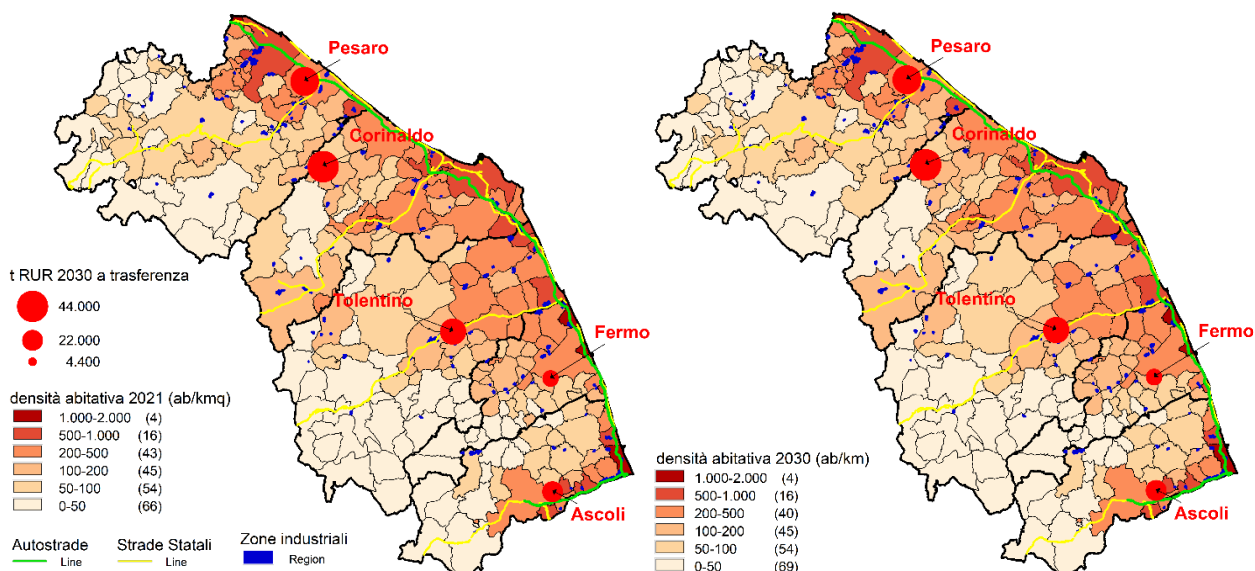 Pesaro
Corinaldo
Tolentino
Fermo
Ascoli
t RUR 2030 a trasferenza
44.000
22.000
4.400
densità abitativa 2021 (ab/kmq)
1.000-2.000 (4)
500-1.000 (16)
200-500 (43)
100-200 (45)
50-100 (54)
0-50 (66)
Autostrade
Line
Strade Statali
Line
Zone industriali
Region
Pesaro
Corinaldo
Tolentino
Fermo
Ascoli
densità abitativa 2030 (ab/km)
1.000-2.000 (4)
500-1.000 (16)
200-500 (40)
100-200 (45)
50-100 (54)
0-50 (69)